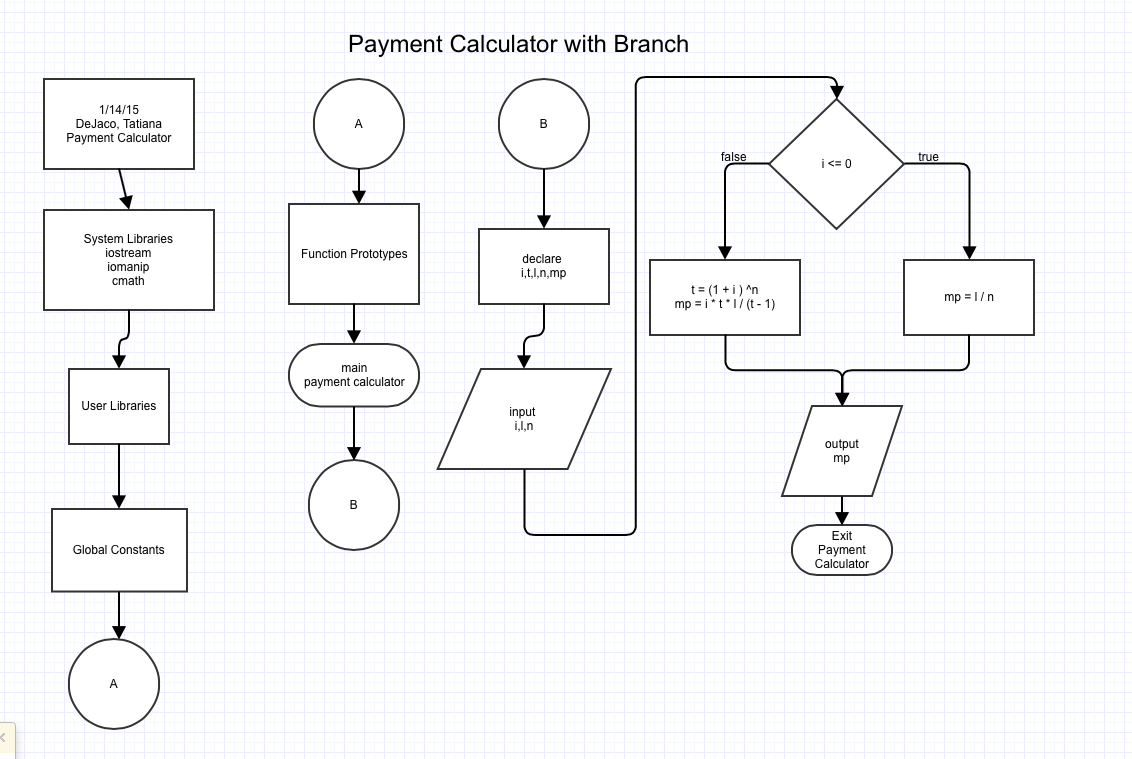 Payment Calculator with Branch
1/14/15
DeJaco, Tatiana
Payment Calculator
System Libraries
iostream
iomanip
cmath
User Libraries
Global Constants
A
A
Function Prototypes
main
payment calculator
B
B
declare
i,t,l,n,mp
input
i,l,n
i <= 0
false
true
t = (1 + i ) ^n
mp = i * t * l / (t - 1)
mp = l / n
output
mp
Exit
Payment
Calculator